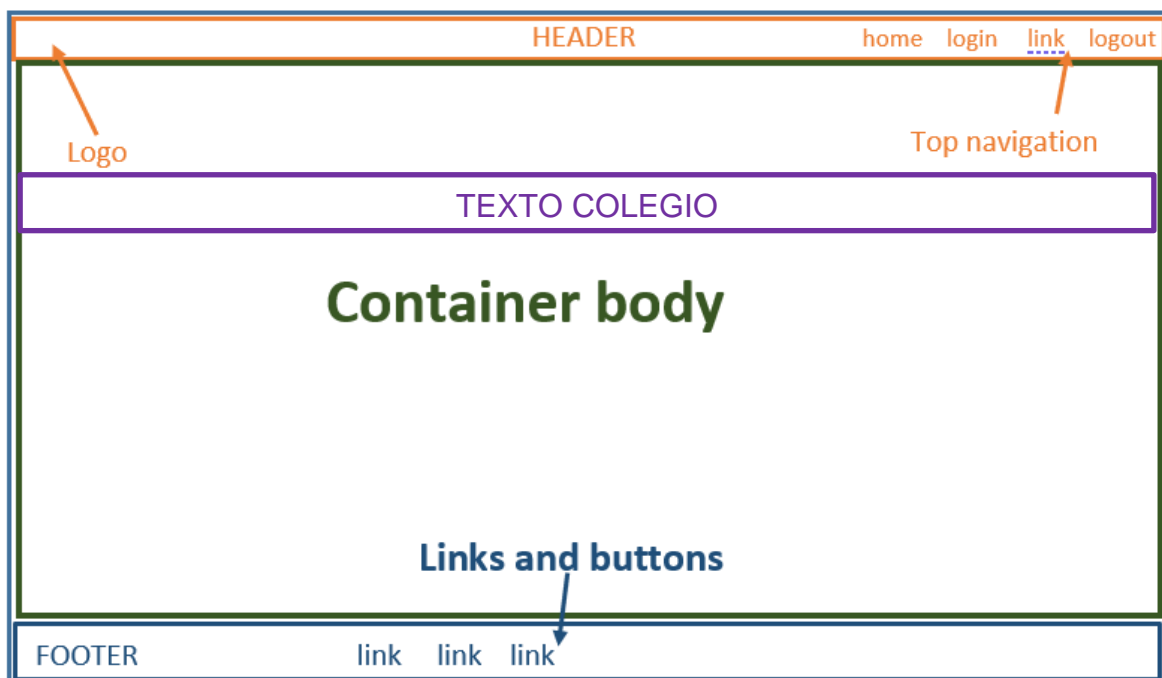 HEADER home login link logout
Logo
Top navigation
TEXTO COLEGIO
Container body
Links and buttons
FOOTER link link link